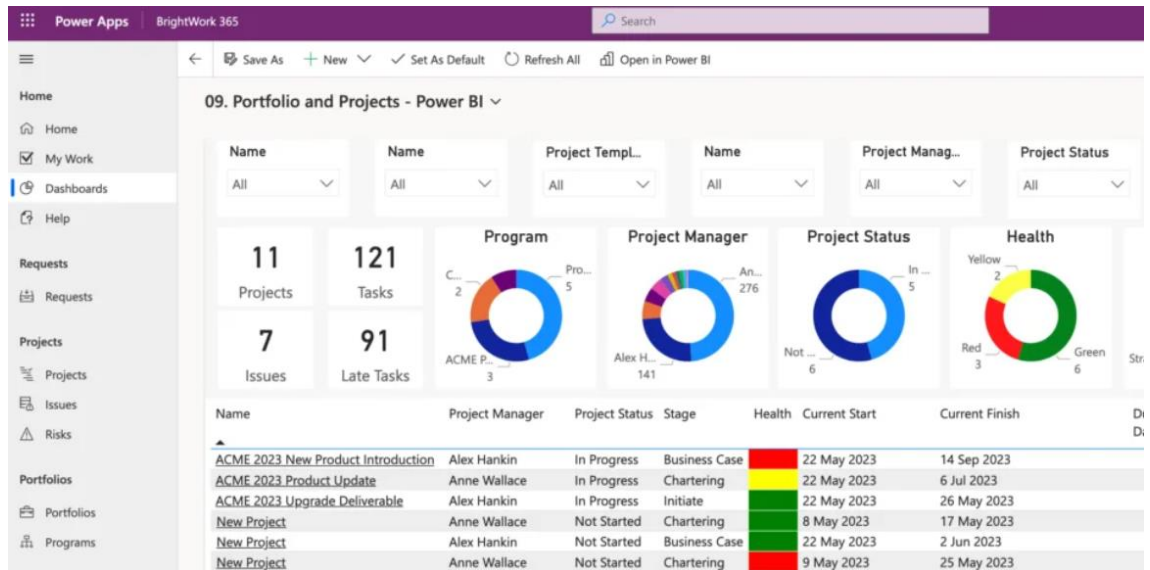 Power Apps BrightWork 365 Search
Save As New Set As Default Refresh All Open in Power BI
Home
Home
My Work
Dashboards
Help
Requests
Requests
Projects
Projects
Issues
Risks
Portfolios
Portfolios
Programs
09. Portfolio and Projects - Power BI
Name Name Project Templ... Name Project Manag... Project Status
All All All All All All
11 Projects
121 Tasks
7 Issues
91 Late Tasks
Program
C...
2
Pro...
5
ACME P...
3
Project Manager
An...
276
Alex H...
141
Project Status
In ...
5
Not ...
6
Health
Yellow
2
Red
3
Green
6
Str
Name Project Manager Project Status Stage Health Current Start Current Finish
ACME 2023 New Product Introduction Alex Hankin In Progress Business Case 22 May 2023 14 Sep 2023
ACME 2023 Product Update Anne Wallace In Progress Chartering 22 May 2023 6 Jul 2023
ACME 2023 Upgrade Deliverable Alex Hankin In Progress Initiate 22 May 2023 26 May 2023
New Project Anne Wallace Not Started Chartering 8 May 2023 17 May 2023
New Project Alex Hankin Not Started Business Case 22 May 2023 2 Jun 2023
New Project Anne Wallace Not Started Chartering 9 May 2023 25 May 2023